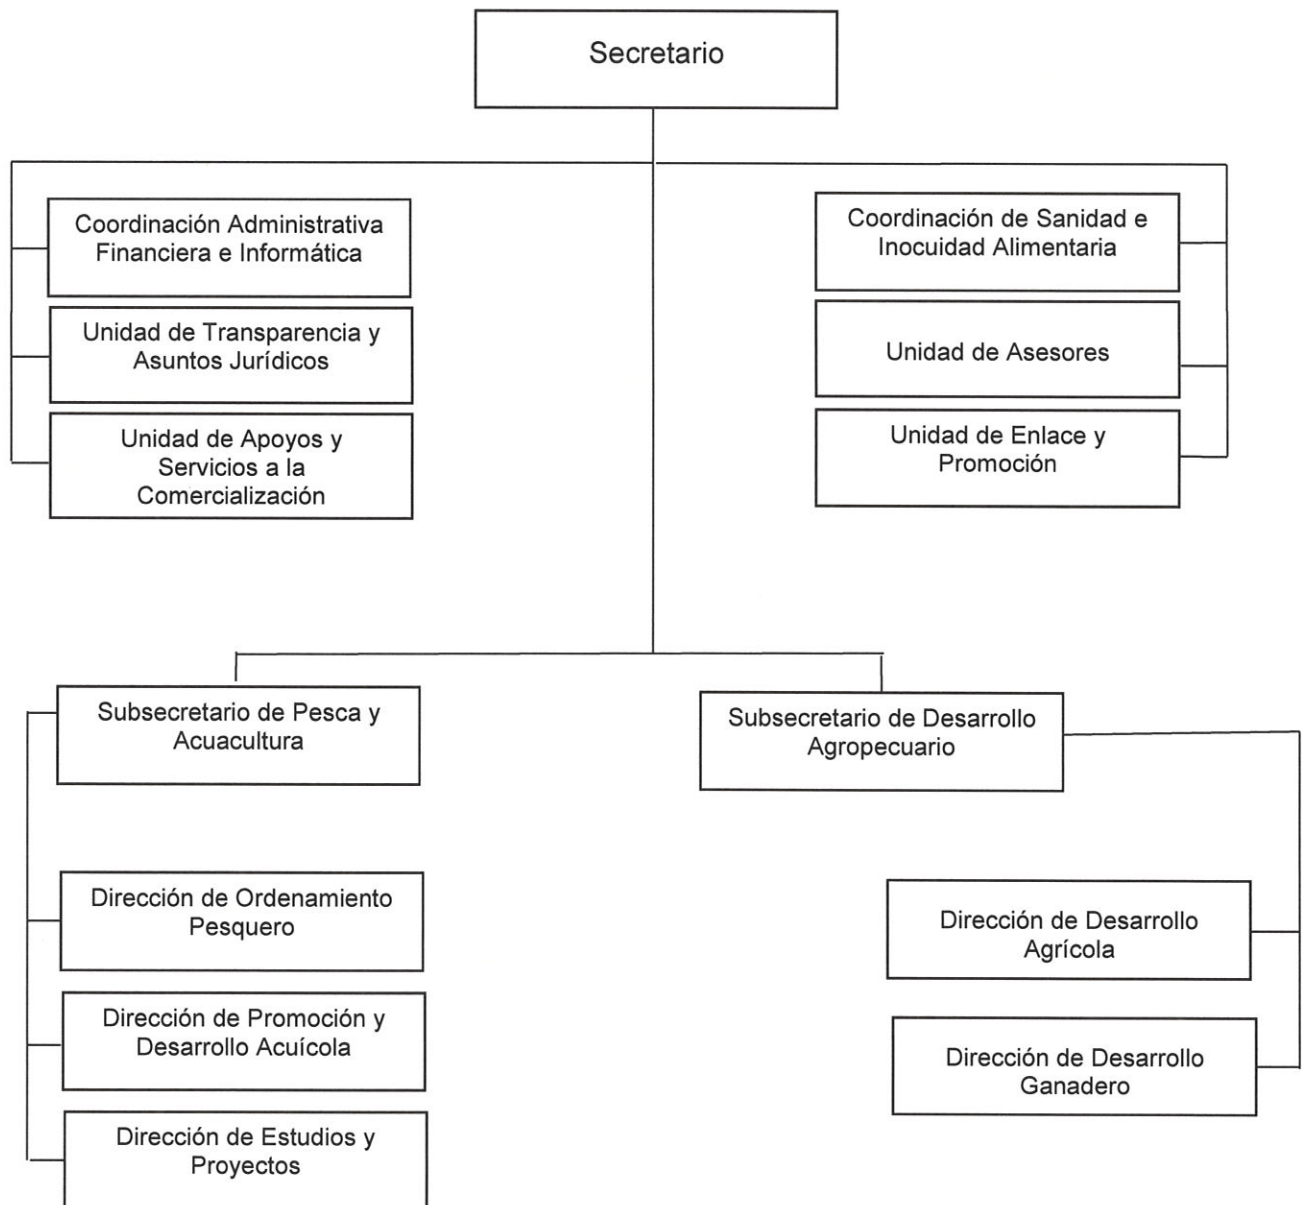 Secretario
Coordinación Administrativa
Financiera e Informática
Unidad de Transparencia y
Asuntos Jurídicos
Unidad de Apoyos y
Servicios a la
Comercialización
Coordinación de Sanidad e
Inocuidad Alimentaria
Unidad de Asesores
Unidad de Enlace y
Promoción
Subsecretario de Pesca y
Acuacultura
Dirección de Ordenamiento
Pesquero
Dirección de Promoción y
Desarrollo Acuícola
Dirección de Estudios y
Proyectos
Subsecretario de Desarrollo
Agropecuario
Dirección de Desarrollo
Agrícola
Dirección de Desarrollo
Ganadero